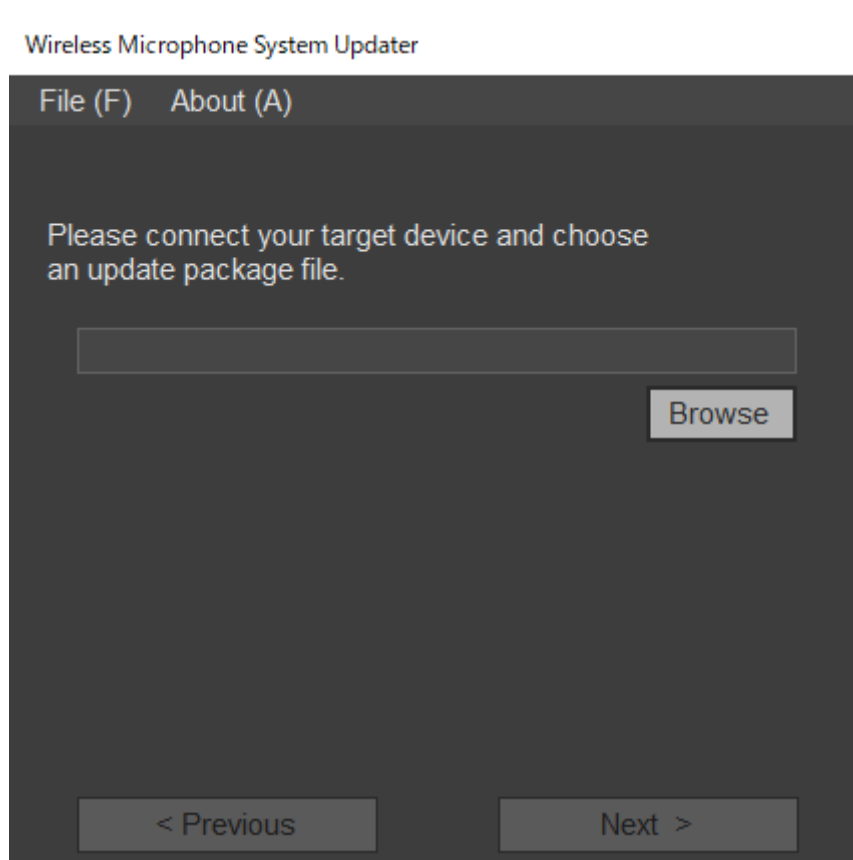 Wireless Microphone System Updater
File (F) About (A)
Please connect your target device and choose
an update package file.
Browse
< Previous
Next >